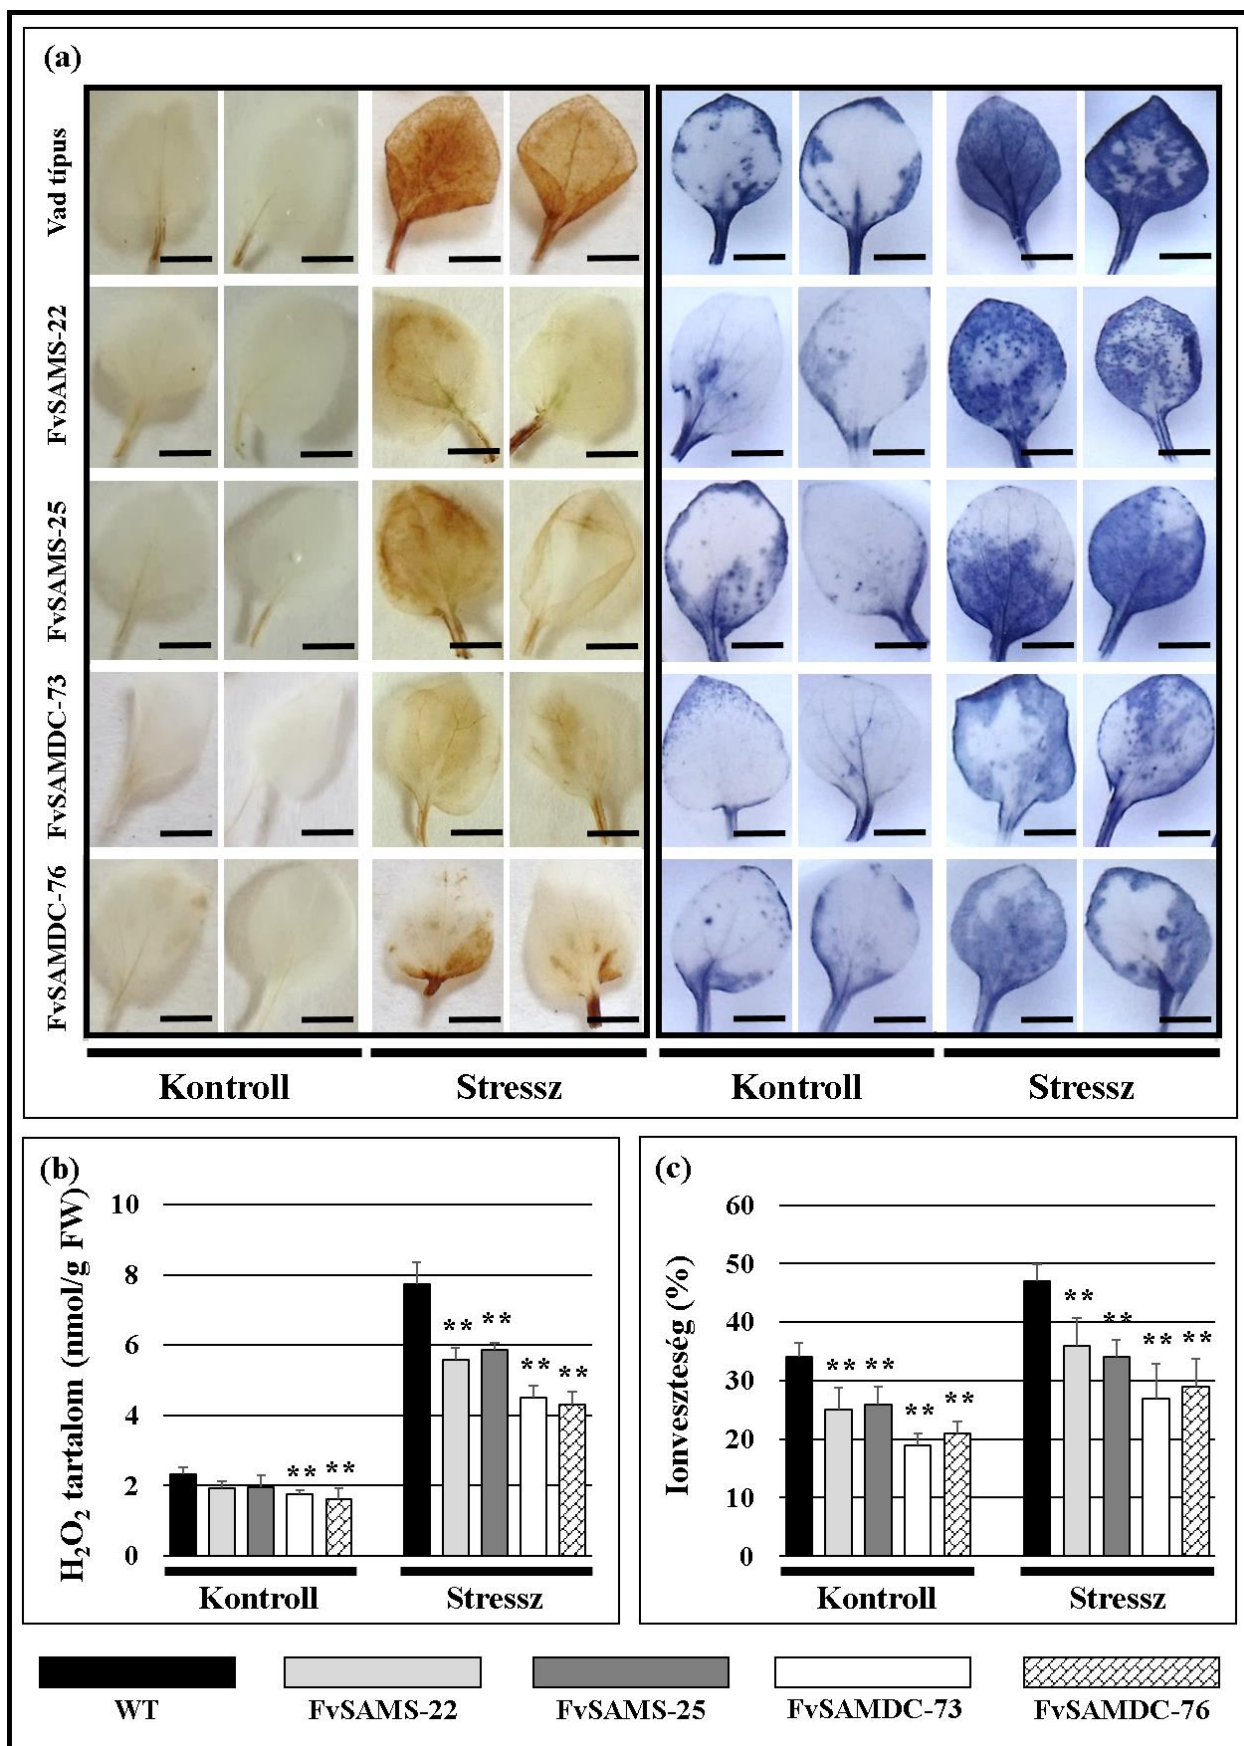 (a)
Vad típus
FvSAMS-22
FvSAMS-25
FvSAMDC-73
FvSAMDC-76
Kontroll Stressz Kontroll Stressz
(b)
H₂O₂ tartalon (nmol/g FW)
10
8
6
4
2
0
** **
** ** ** **
Kontroll Stressz
(c)
Ionveszteség (%)
60
50
40
30
20
10
0
** ** ** **
** ** ** **
Kontroll Stressz
WT FvSAMS-22 FvSAMS-25 FvSAMDC-73 FvSAMDC-76